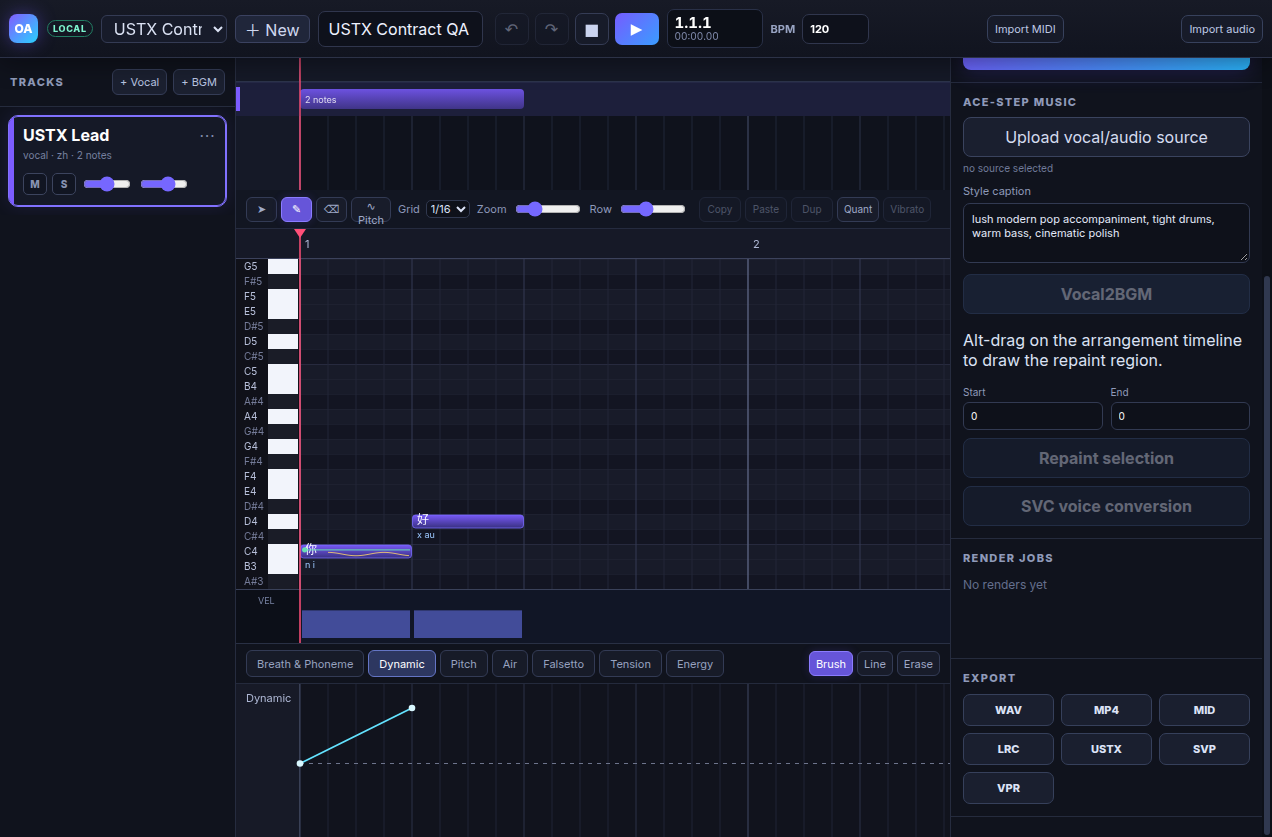 OA
LOCAL
USTX Contr
+ New
USTX Contract QA
1.1.1
00:00.00
BPM
120
Import MIDI
Import audio
TRACKS
+ Vocal
+ BGM
USTX Lead
...
vocal · zh · 2 notes
M
S
2 notes
Pitch
Grid
1/16
Zoom
Row
Copy
Paste
Dup
Quant
Vibrato
1
2
G5
F#5
F5
E5
D#5
D5
C#5
C5
B4
A#4
A4
G#4
G4
F#4
F4
E4
D#4
D4
C#4
C4
B3
A#3
好
x au
你
n i
VEL
Breath & Phoneme
Dynamic
Pitch
Air
Falsetto
Tension
Energy
Brush
Line
Erase
Dynamic
ACE-STEP MUSIC
Upload vocal/audio source
no source selected
Style caption
lush modern pop accompaniment, tight drums,
warm bass, cinematic polish
Vocal2BGM
Alt-drag on the arrangement timeline
to draw the repaint region.
Start
End
0
0
Repaint selection
SVC voice conversion
RENDER JOBS
No renders yet
EXPORT
WAV
MP4
MID
LRC
USTX
SVP
VPR